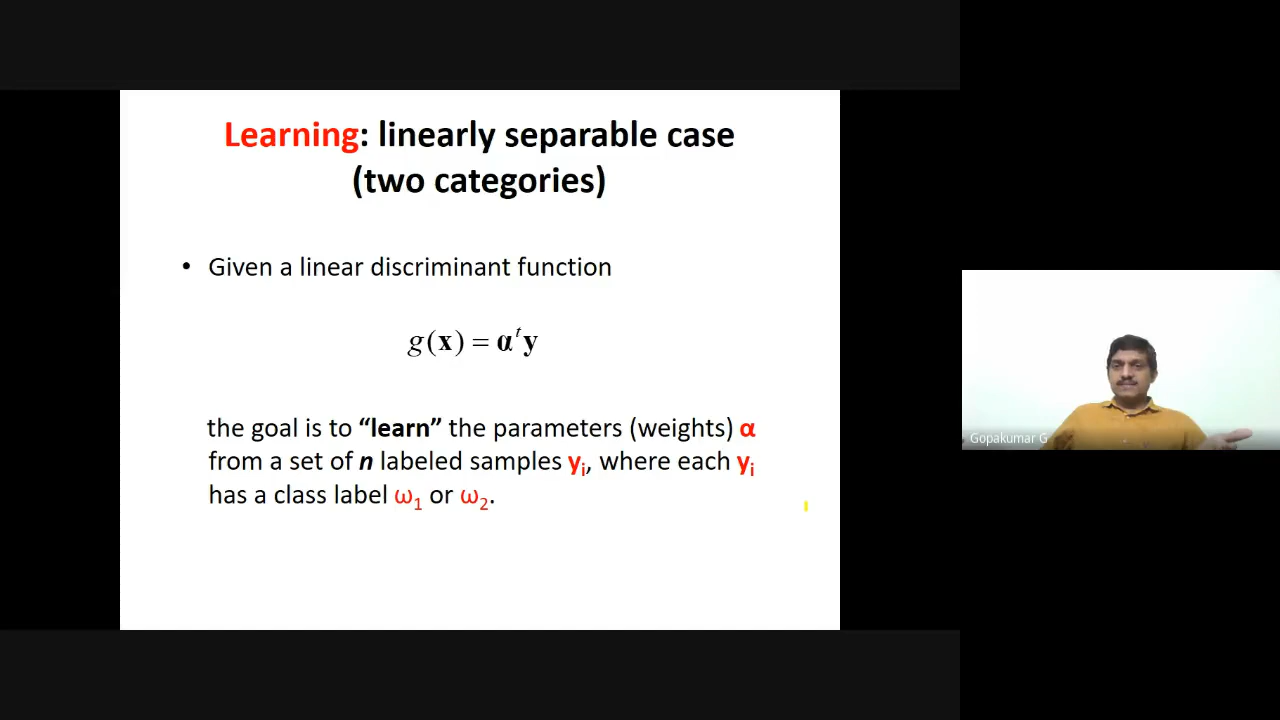 Learning: linearly separable case
(two categories)
• Given a linear discriminant function
g(x) = αᵗy
the goal is to “learn” the parameters (weights) α
from a set of n labeled samples yᵢ, where each yᵢ
has a class label ω₁ or ω₂.
Gopakumar G